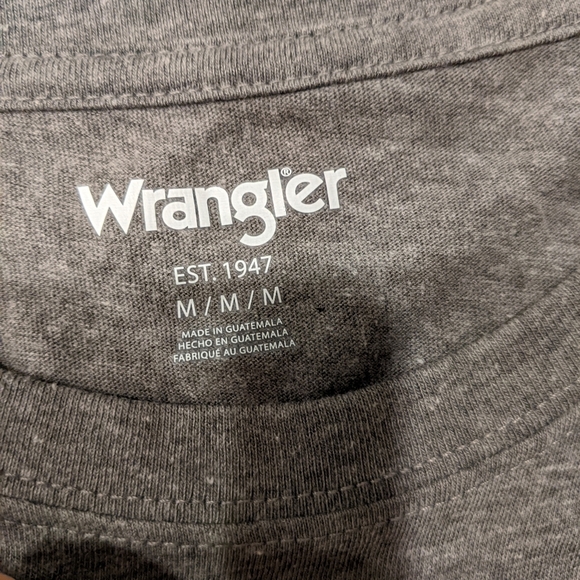 Wrangler®
EST. 1947
M / M / M
MADE IN GUATEMALA
HECHO EN GUATEMALA
FABRIQUÉ AU GUATEMALA